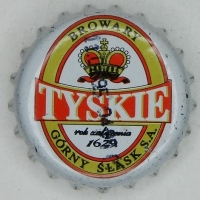 BROWARY
TYSKIE
rok założenia
1629
GÓRNY ŚLĄSK S.A.